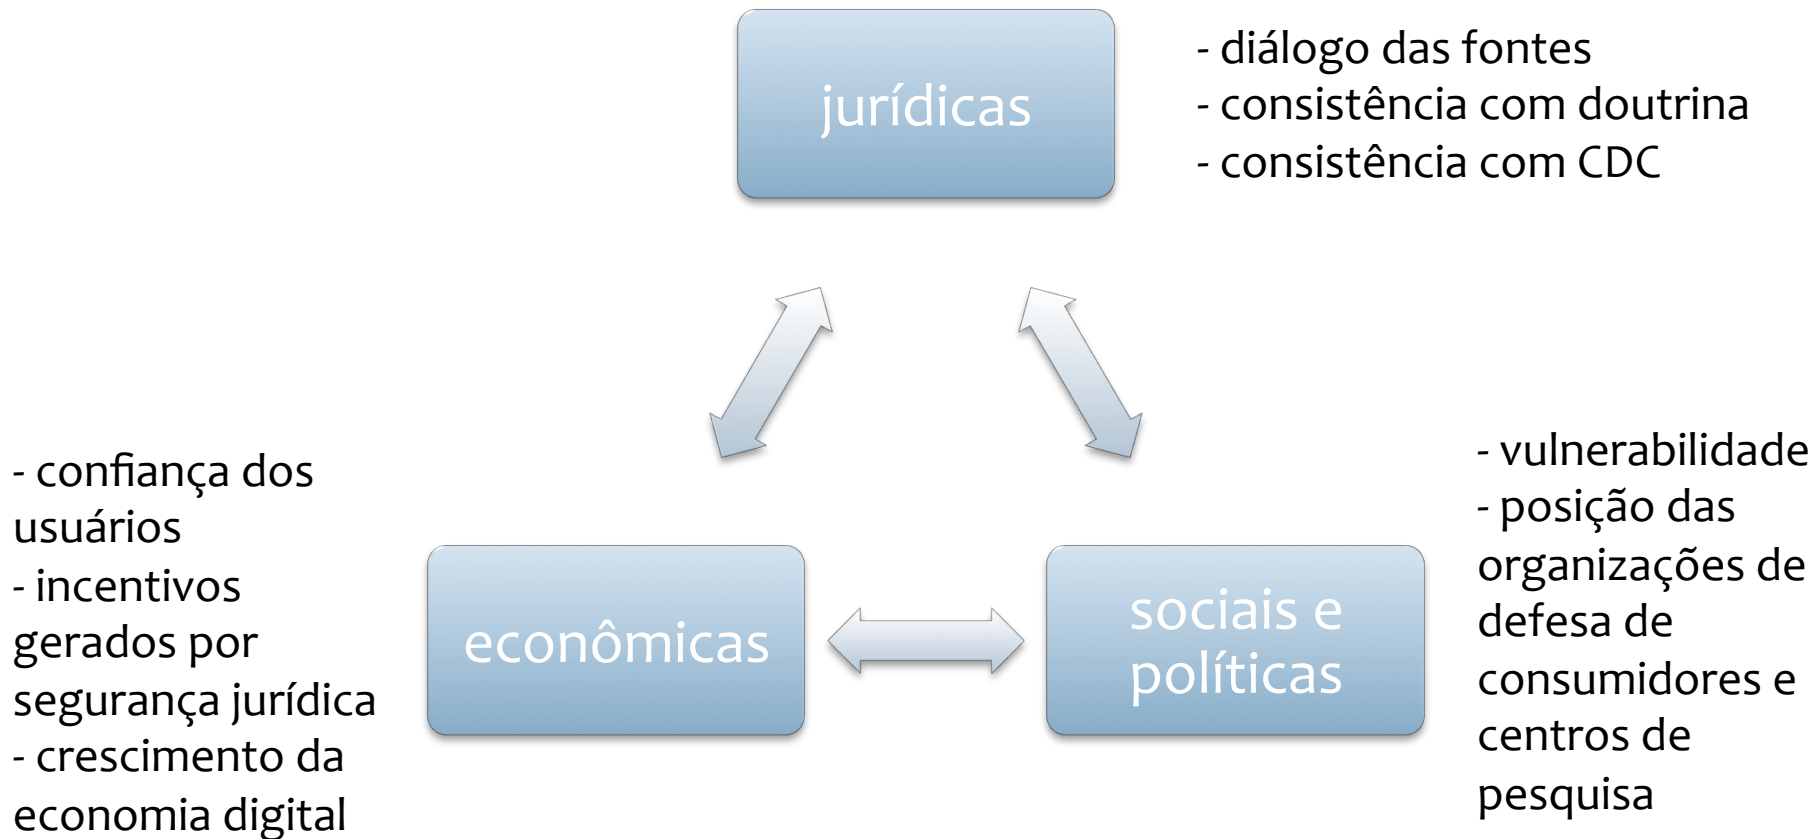 jurídicas
- diálogo das fontes
- consistência com doutrina
- consistência com CDC
- confiança dos
usuários
- incentivos
gerados por
segurança jurídica
- crescimento da
economia digital
econômicas
sociais e
políticas
- vulnerabilidade
- posição das
organizações de
defesa de
consumidores e
centros de
pesquisa